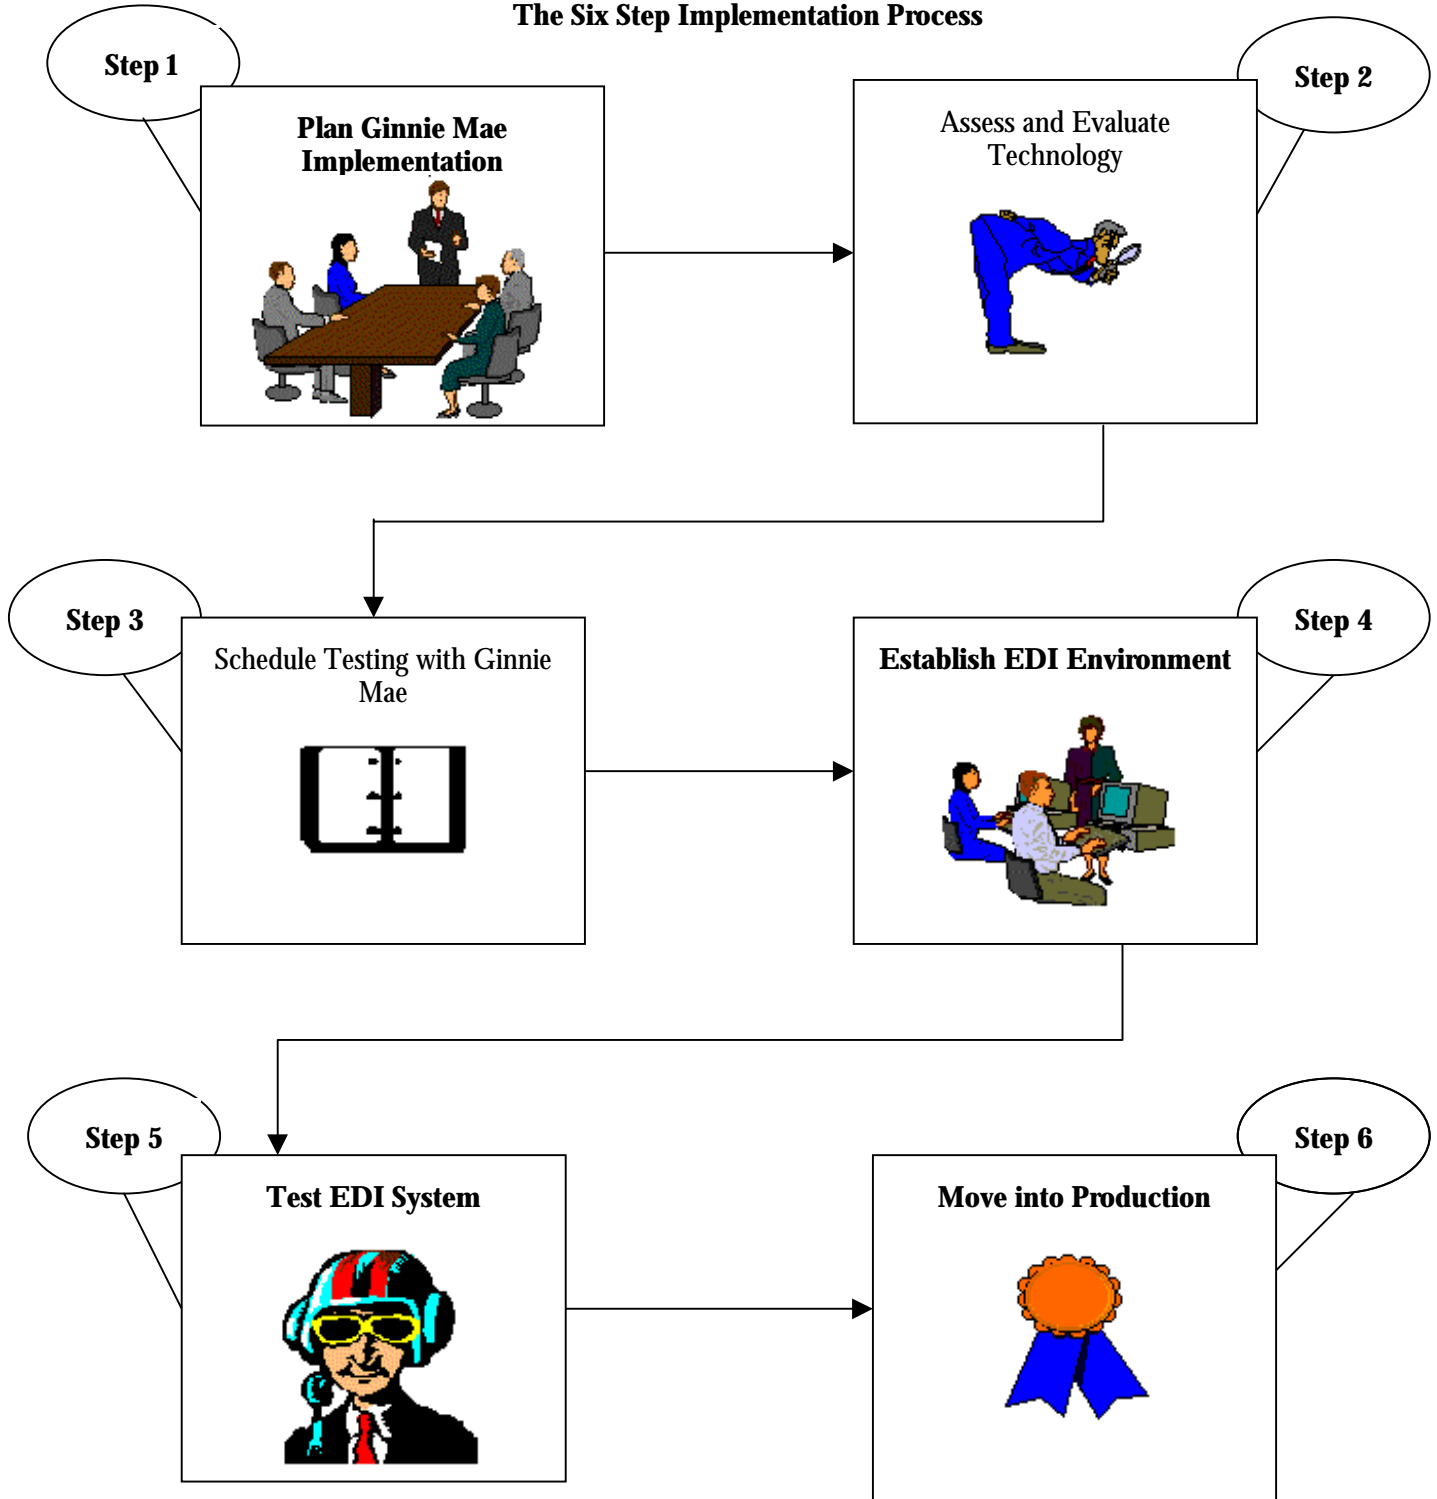 The Six Step Implementation Process
Step 1
Plan Ginnie Mae
Implementation
Step 2
Assess and Evaluate
Technology
Step 3
Schedule Testing with Ginnie
Mae
Step 4
Establish EDI Environment
Step 5
Test EDI System
Step 6
Move into Production